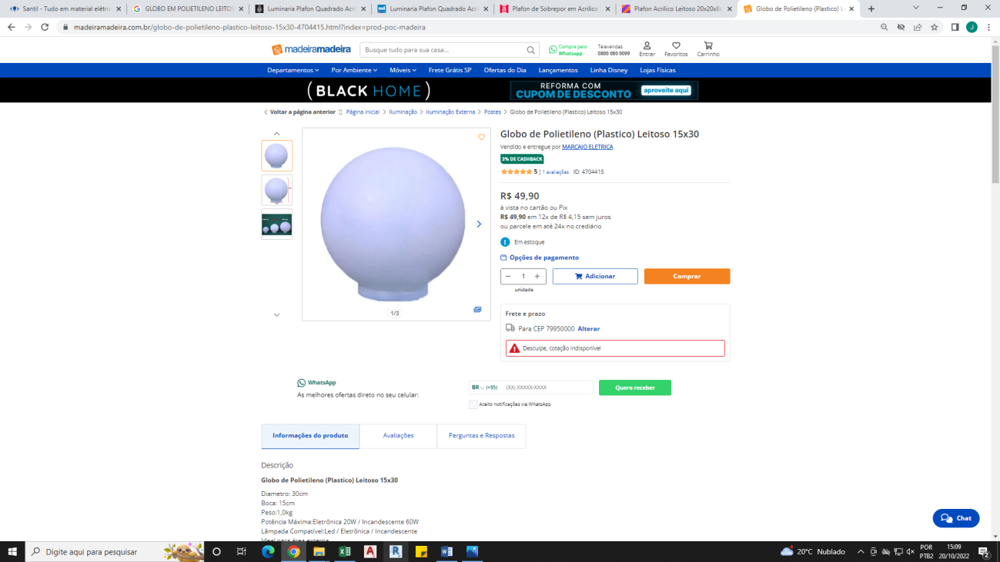 Santil - Tudo em material elétric
GLOBO EM POLIETILENO LEITOS
Luminaria Plafon Quadrado Acri
Luminaria Plafon Quadrado Acri
Plafon de Sobrepor em Acrílico
Plafon Acrilico Leitoso 20x20x8c
Globo de Polietileno (Plastico) L
madeiramadeira.com.br/globo-de-polietileno-plastico-leitoso-15x30-4704415.html?index=prod-poc-madeira
J
madeiramadeira
Busque tudo para sua casa...
Compre pelo
Whatsapp
Televendas
0800 080 0099
Entrar
Favoritos
Carrinho
Departamentos
Por Ambiente
Móveis
Frete Grátis SP
Ofertas do Dia
Lançamentos
Linha Disney
Lojas Físicas
(BLACK HOME)
REFORMA COM
CUPOM DE DESCONTO
aproveite aqui
Voltar a página anterior
Página inicial > Iluminação > Iluminação Externa > Postes > Globo de Polietileno (Plastico) Leitoso 15x30
Globo de Polietileno (Plastico) Leitoso 15x30
Vendido e entregue por MARCAJO ELETRICA
3% DE CASHBACK
5 | 1 avaliações ID: 4704415
R$ 49,90
à vista no cartão ou Pix
R$ 49,90 em 12x de R$ 4,15 sem juros
ou parcele em até 24x no crediário
Em estoque
Opções de pagamento
− 1 +
Adicionar
Comprar
unidade
1/3
Frete e prazo
Para CEP 79950000 Alterar
Desculpe, cotação indisponível
WhatsApp
As melhores ofertas direto no seu celular:
BR (+55) (XX) XXXXX-XXXX
Quero receber
Aceito notificações via WhatsApp
Informações do produto
Avaliações
Perguntas e Respostas
Descrição
Globo de Polietileno (Plastico) Leitoso 15x30
Diametro: 30cm
Boca: 15cm
Peso:1,0kg
Potência Máxima:Eletrônica 20W / Incandescente 60W
Lâmpada Compatível:Led / Eletrônica / Incandescente
Ideal para área externa
Chat
Digite aqui para pesquisar
20°C Nublado
POR
PTB2
15:09
20/10/2022
2